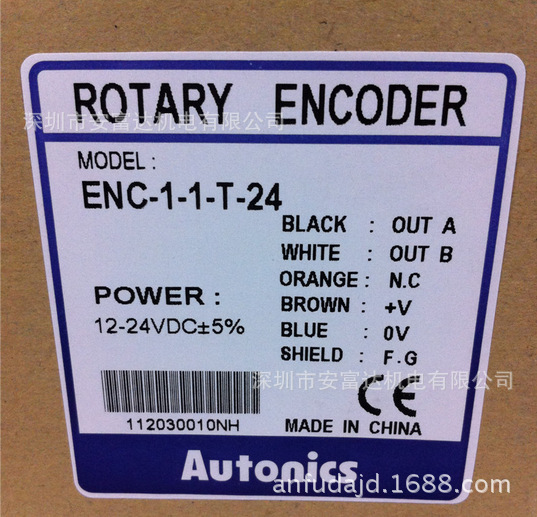 ROTARY ENCODER
深圳市安富达机电有限公司
MODEL :
ENC-1-1-T-24
BLACK : OUT A
WHITE : OUT B
ORANGE : N.C
POWER :
BROWN : +V
12-24VDC±5%
BLUE : 0V
SHIELD : F.G
深圳市安富达机电有限公司
CE
112030010NH
MADE IN CHINA
Autonics
anfudajd.1688.com